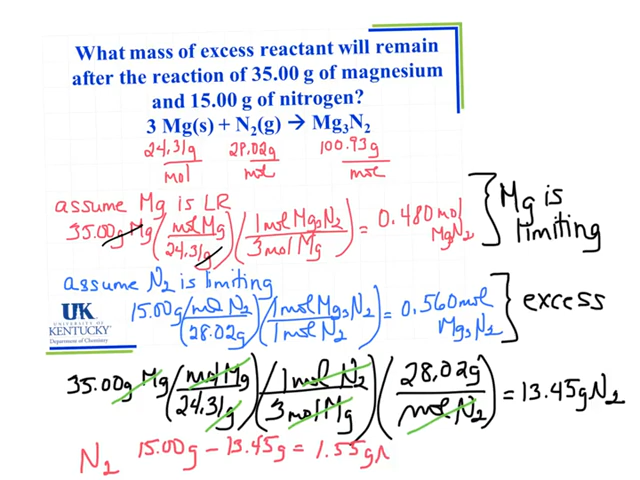 What mass of excess reactant will remain
after the reaction of 35.00 g of magnesium
and 15.00 g of nitrogen?
3 Mg(s) + N₂(g) → Mg₃N₂
24.31g/mol 28.02g/mol 100.93g/mol
assume Mg is LR
35.00g Mg (mol Mg/24.31g) (1mol Mg₃N₂/3mol Mg) = 0.480mol MgN₂
Mg is
limiting
assume N₂ is limiting
15.00g (mol N₂/28.02g) (1mol Mg₃N₂/1mol N₂) = 0.560mol Mg₃N₂
excess
UK
UNIVERSITY OF
KENTUCKY
Department of Chemistry
35.00g Mg (mol Mg/24.31g) (1mol N₂/3mol Mg) (28.02g/mol N₂) = 13.45g N₂
N₂ 15.00g – 13.45g = 1.55g N